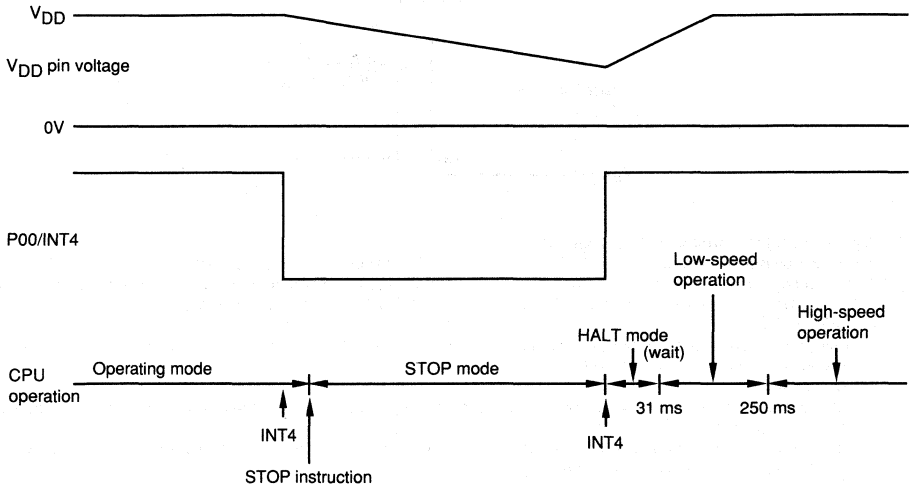 VDD
VDD pin voltage
0V
P00/INT4
Low-speed
operation
High-speed
operation
HALT mode
(wait)
CPU
operation
Operating mode
STOP mode
31 ms
250 ms
INT4
INT4
STOP instruction